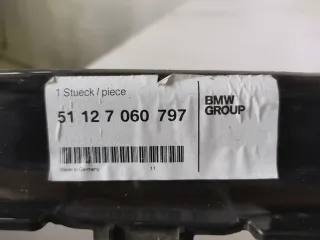 1 Stueck / piece
51 12 7 060 797
BMW
GROUP
Made in Germany
11